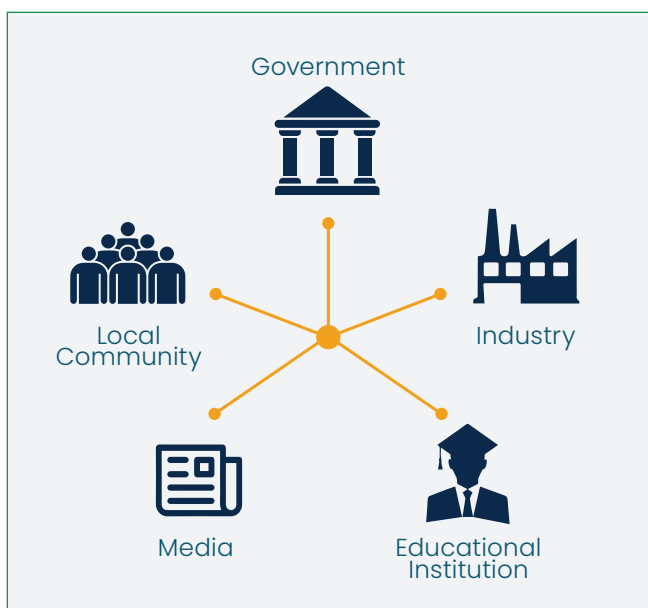 Government
Local
Community
Industry
Media
Educational
Institution